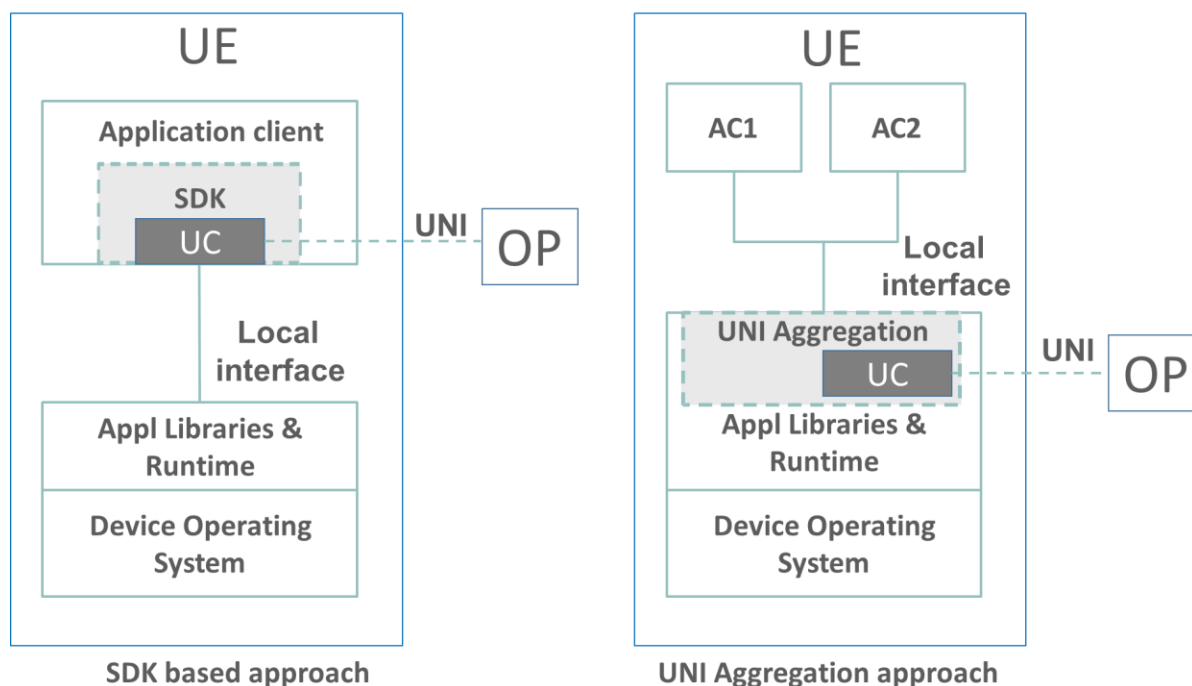 UE
Application client
SDK
UC
UNI
OP
Local
interface
Appl Libraries &
Runtime
Device Operating
System
SDK based approach
UE
AC1
AC2
Local
interface
UNI Aggregation
UC
UNI
OP
Appl Libraries &
Runtime
Device Operating
System
UNI Aggregation approach